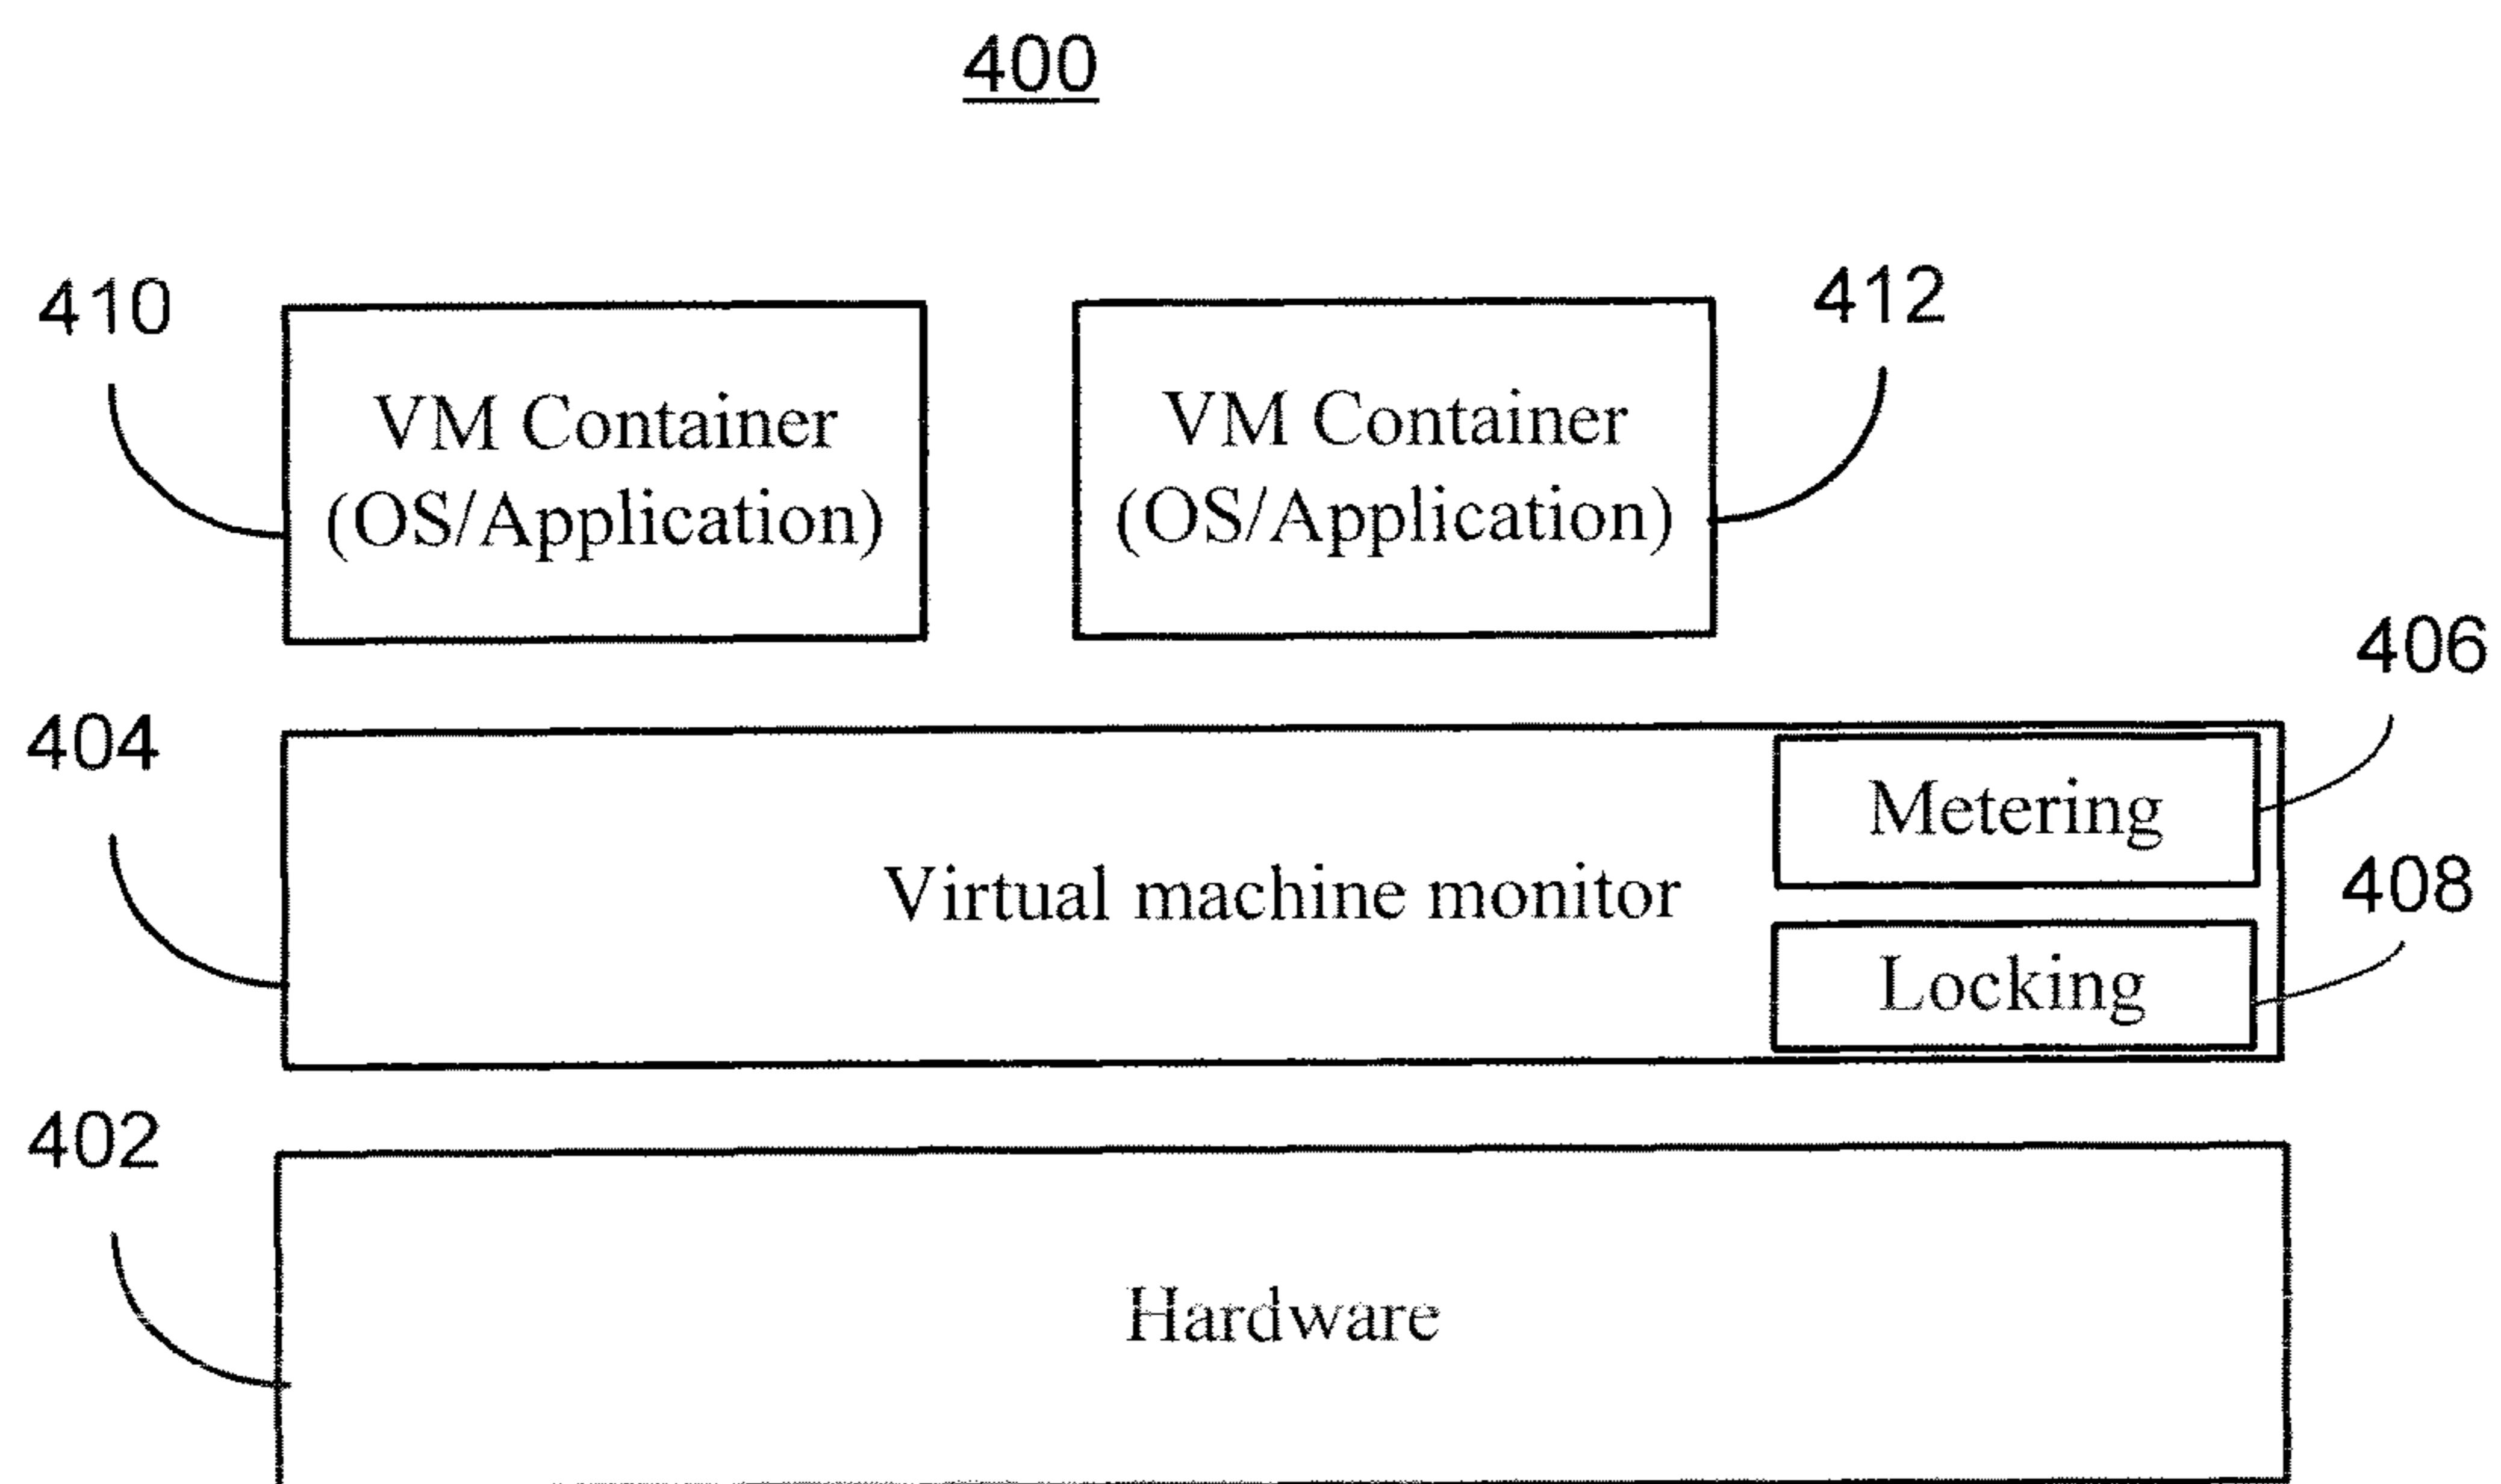 400
410
412
VM Container
(OS/Application)
VM Container
(OS/Application)
406
404
Metering
Virtual machine monitor
408
Locking
402
Hardware